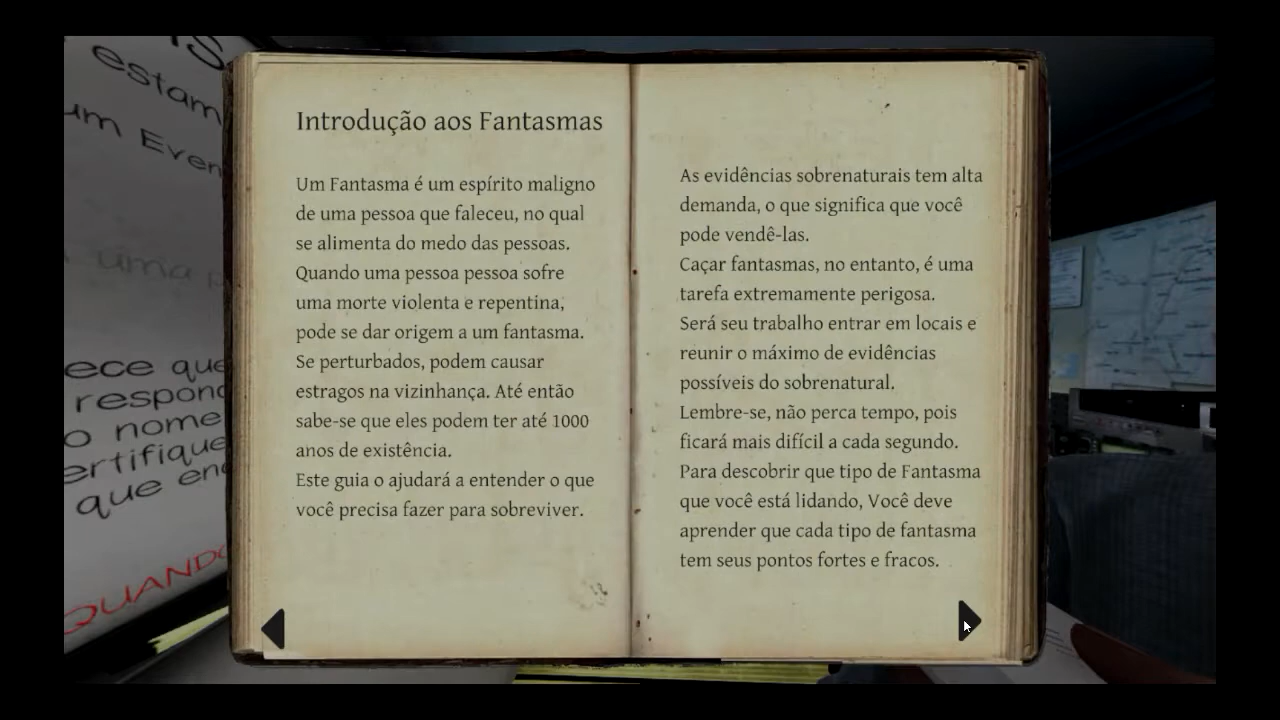 estam
um Even
uma p
ece que
respond
o nome
ertifique
que en
QUANDO
Introdução aos Fantasmas
Um Fantasma é um espírito maligno
de uma pessoa que faleceu, no qual
se alimenta do medo das pessoas.
Quando uma pessoa pessoa sofre
uma morte violenta e repentina,
pode se dar origem a um fantasma.
Se perturbados, podem causar
estragos na vizinhança. Até então
sabe-se que eles podem ter até 1000
anos de existência.
Este guia o ajudará a entender o que
você precisa fazer para sobreviver.
As evidências sobrenaturais tem alta
demanda, o que significa que você
pode vendê-las.
Caçar fantasmas, no entanto, é uma
tarefa extremamente perigosa.
Será seu trabalho entrar em locais e
reunir o máximo de evidências
possíveis do sobrenatural.
Lembre-se, não perca tempo, pois
ficará mais difícil a cada segundo.
Para descobrir que tipo de Fantasma
que você está lidando, Você deve
aprender que cada tipo de fantasma
tem seus pontos fortes e fracos.